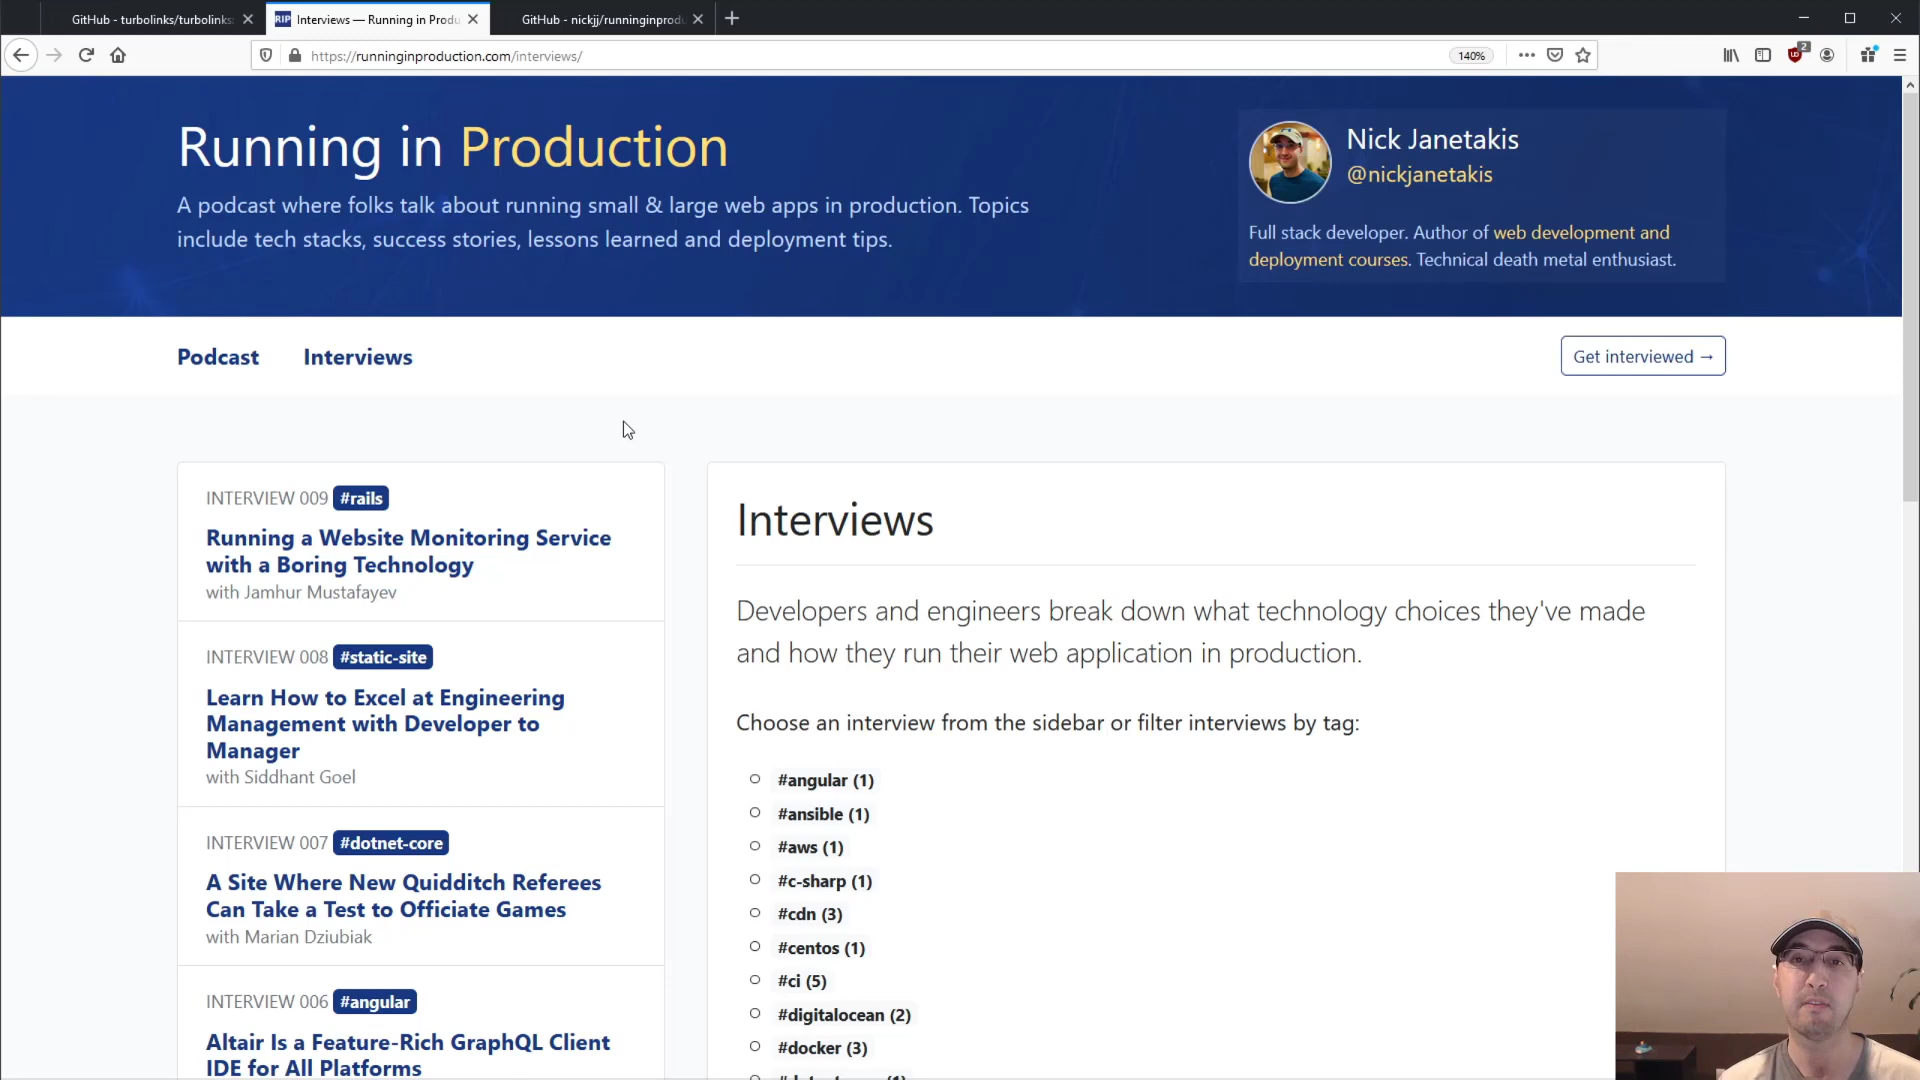 GitHub - turbolinks/turbolinks:
Interviews — Running in Produ
GitHub - nickjj/runninginprodu
https://runninginproduction.com/interviews/
140%
2
Running in Production
A podcast where folks talk about running small & large web apps in production. Topics
include tech stacks, success stories, lessons learned and deployment tips.
Nick Janetakis
@nickjanetakis
Full stack developer. Author of web development and
deployment courses. Technical death metal enthusiast.
Podcast
Interviews
Get interviewed →
INTERVIEW 009 #rails
Running a Website Monitoring Service
with a Boring Technology
with Jamhur Mustafayev
INTERVIEW 008 #static-site
Learn How to Excel at Engineering
Management with Developer to
Manager
with Siddhant Goel
INTERVIEW 007 #dotnet-core
A Site Where New Quidditch Referees
Can Take a Test to Officiate Games
with Marian Dziubiak
INTERVIEW 006 #angular
Altair Is a Feature-Rich GraphQL Client
IDE for All Platforms
Interviews
Developers and engineers break down what technology choices they've made
and how they run their web application in production.
Choose an interview from the sidebar or filter interviews by tag:
#angular (1)
#ansible (1)
#aws (1)
#c-sharp (1)
#cdn (3)
#centos (1)
#ci (5)
#digitalocean (2)
#docker (3)